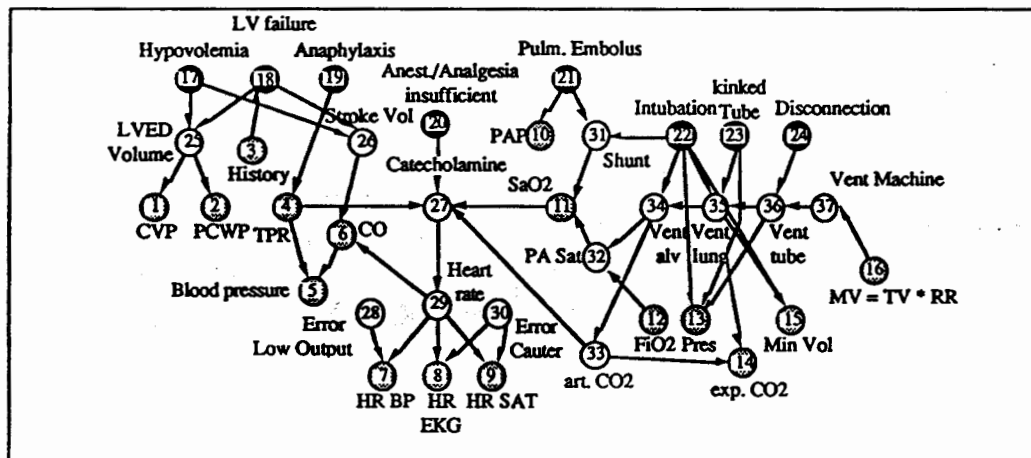 LV failure
Hypovolemia
Anaphylaxis
Pulm. Embolus
17
18
19
Anest./Analgesia
insufficient
21
Intubation
kinked
Tube
Disconnection
LVED
Volume
25
3
History
Stroke Vol
26
20
PAP
10
31
Shunt
22
23
24
Catecholamine
SaO2
Vent Machine
1
CVP
2
PCWP
4
TPR
6
CO
27
11
34
35
36
37
Vent
alv
Vent
lung
Vent
tube
PA Sat
32
16
MV = TV * RR
Blood pressure
5
Heart
rate
29
Error
Low Output
28
30
Error
Cauter
12
FiO2
13
Pres
15
Min Vol
33
art. CO2
14
exp. CO2
7
HR BP
8
HR
EKG
9
HR SAT